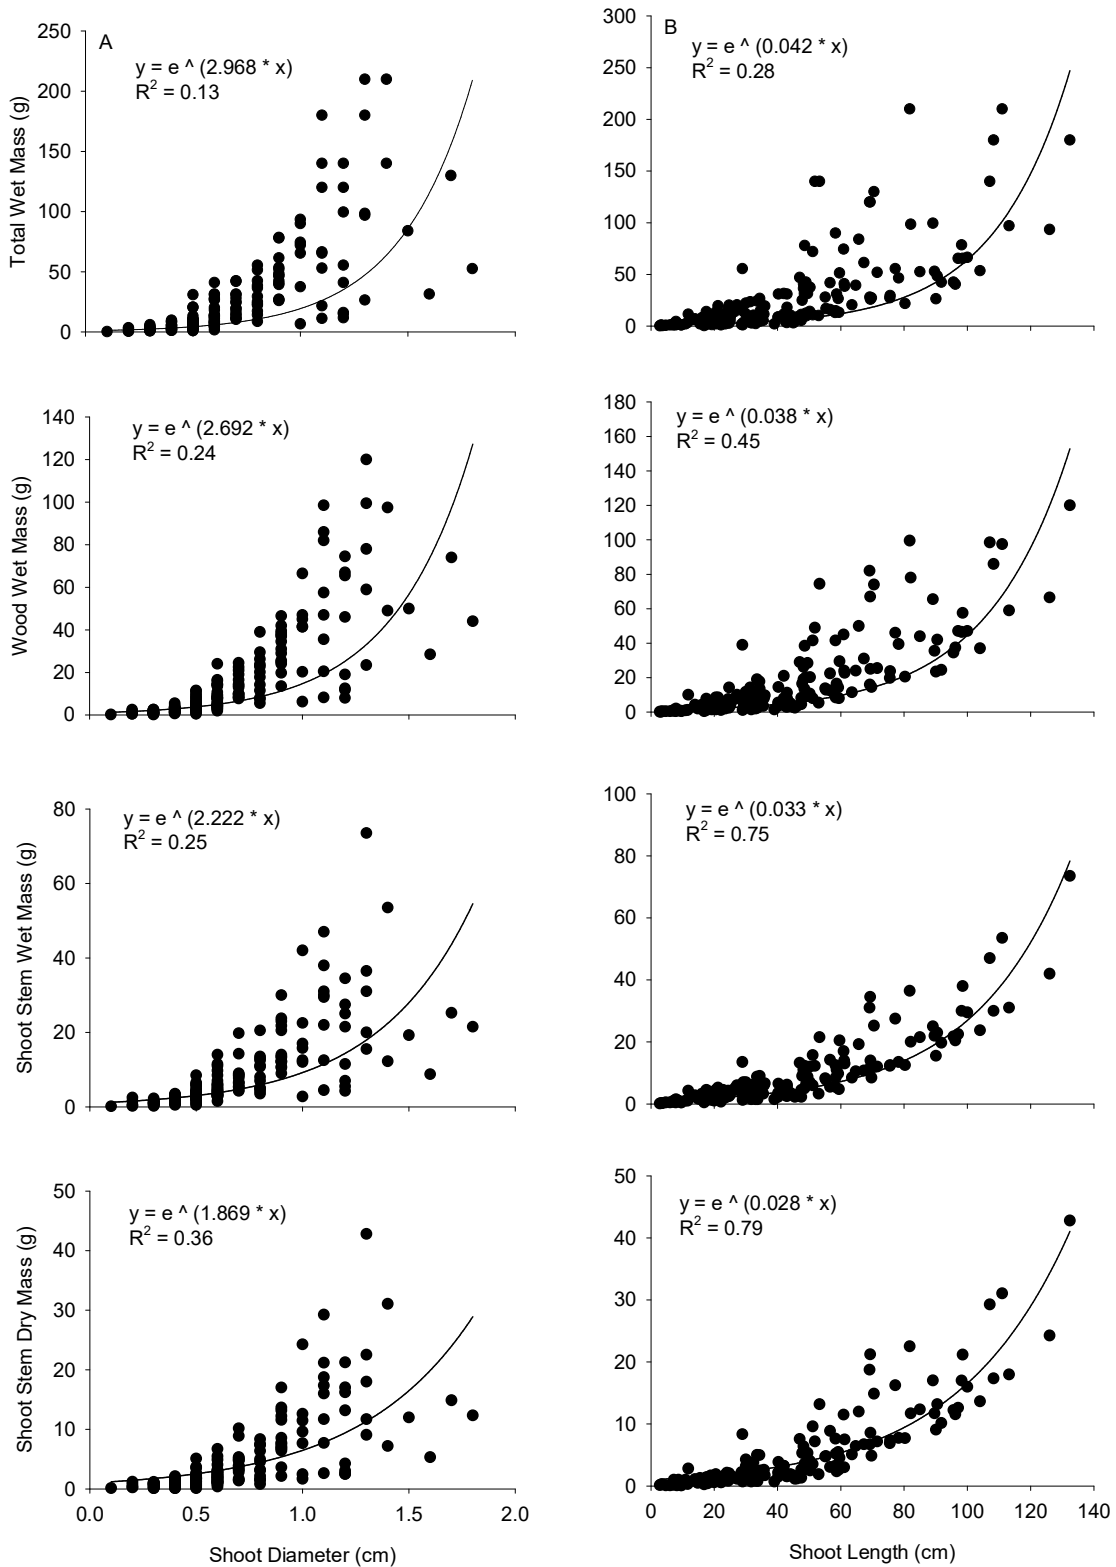 A
y = e ^ (2.968 * x)
R² = 0.13
Total Wet Mass (g)
250
200
150
100
50
0
B
y = e ^ (0.042 * x)
R² = 0.28
300
250
200
150
100
50
0
y = e ^ (2.692 * x)
R² = 0.24
Wood Wet Mass (g)
140
120
100
80
60
40
20
0
y = e ^ (0.038 * x)
R² = 0.45
180
160
140
120
100
80
60
40
20
0
y = e ^ (2.222 * x)
R² = 0.25
Shoot Stem Wet Mass (g)
80
60
40
20
0
y = e ^ (0.033 * x)
R² = 0.75
100
80
60
40
20
0
y = e ^ (1.869 * x)
R² = 0.36
Shoot Stem Dry Mass (g)
50
40
30
20
10
0
0.0 0.5 1.0 1.5 2.0
Shoot Diameter (cm)
y = e ^ (0.028 * x)
R² = 0.79
50
40
30
20
10
0
0 20 40 60 80 100 120 140
Shoot Length (cm)